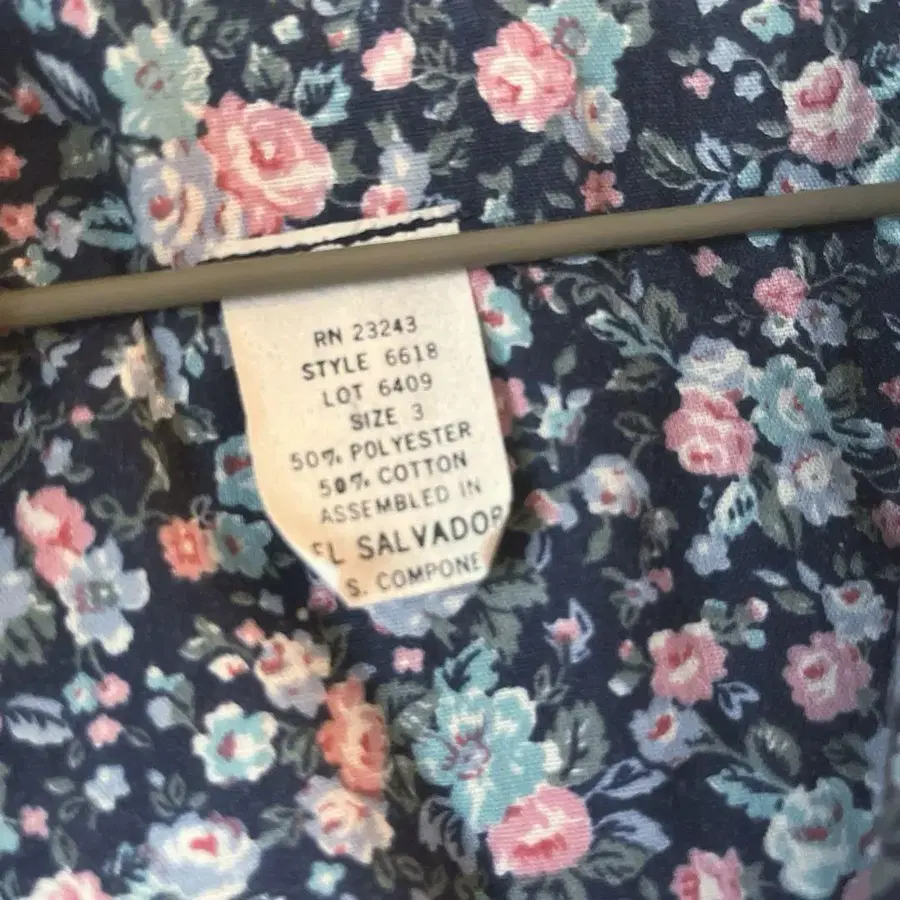 RN 23243
STYLE 6618
LOT 6409
SIZE 3
50% POLYESTER
50% COTTON
ASSEMBLED IN
EL SALVADOR
S. COMPONE